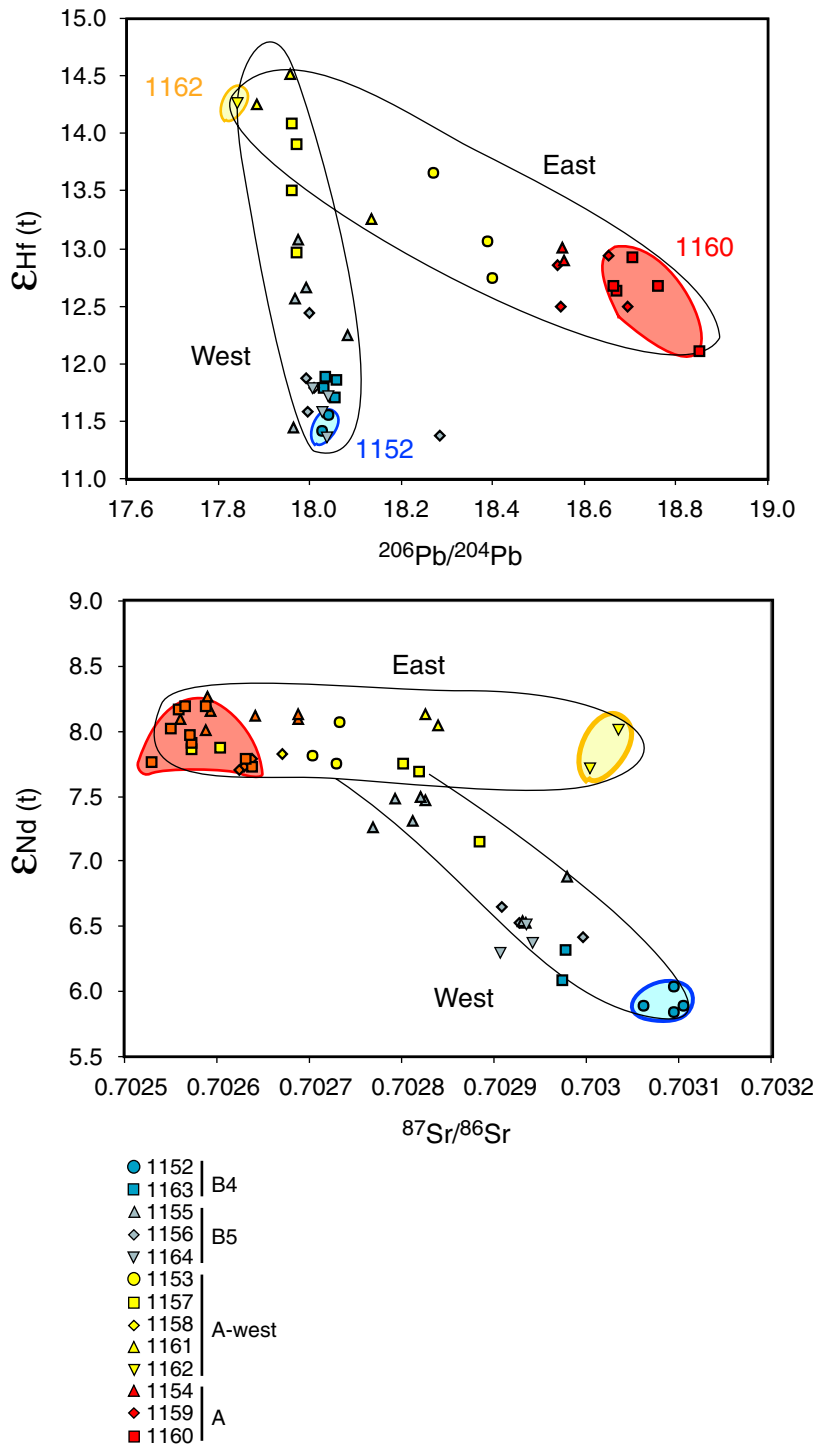 15.0
14.5
14.0
13.5
13.0
12.5
12.0
11.5
11.0
εHf (t)
1162
East
1160
West
1152
17.6 17.8 18.0 18.2 18.4 18.6 18.8 19.0
²⁰⁶Pb/²⁰⁴Pb
9.0
8.5
8.0
7.5
7.0
6.5
6.0
5.5
εNd (t)
East
West
0.7025 0.7026 0.7027 0.7028 0.7029 0.703 0.7031 0.7032
⁸⁷Sr/⁸⁶Sr
1152
1163
B4
1155
1156
1164
B5
1153
1157
1158
1161
1162
A-west
1154
1159
1160
A